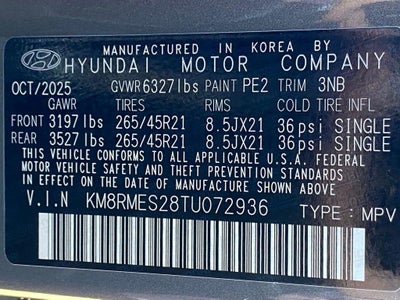 MANUFACTURED IN KOREA BY
HYUNDAI MOTOR COMPANY
OCT/2025 GVWR 6327 lbs PAINT PE2 TRIM 3NB
GAWR TIRES RIMS COLD TIRE INFL
FRONT 3197 lbs 265/45R21 8.5JX21 36psi SINGLE
REAR 3527 lbs 265/45R21 8.5JX21 36psi SINGLE
THIS VEHICLE CONFORMS TO ALL APPLICABLE U.S.A. FEDERAL
MOTOR VEHICLE SAFETY AND THEFT PREVENTION STANDARDS
IN EFFECT ON THE DATE OF MANUFACTURE SHOWN ABOVE.
V.I.N KM8RMES28TU072936 TYPE : MPV